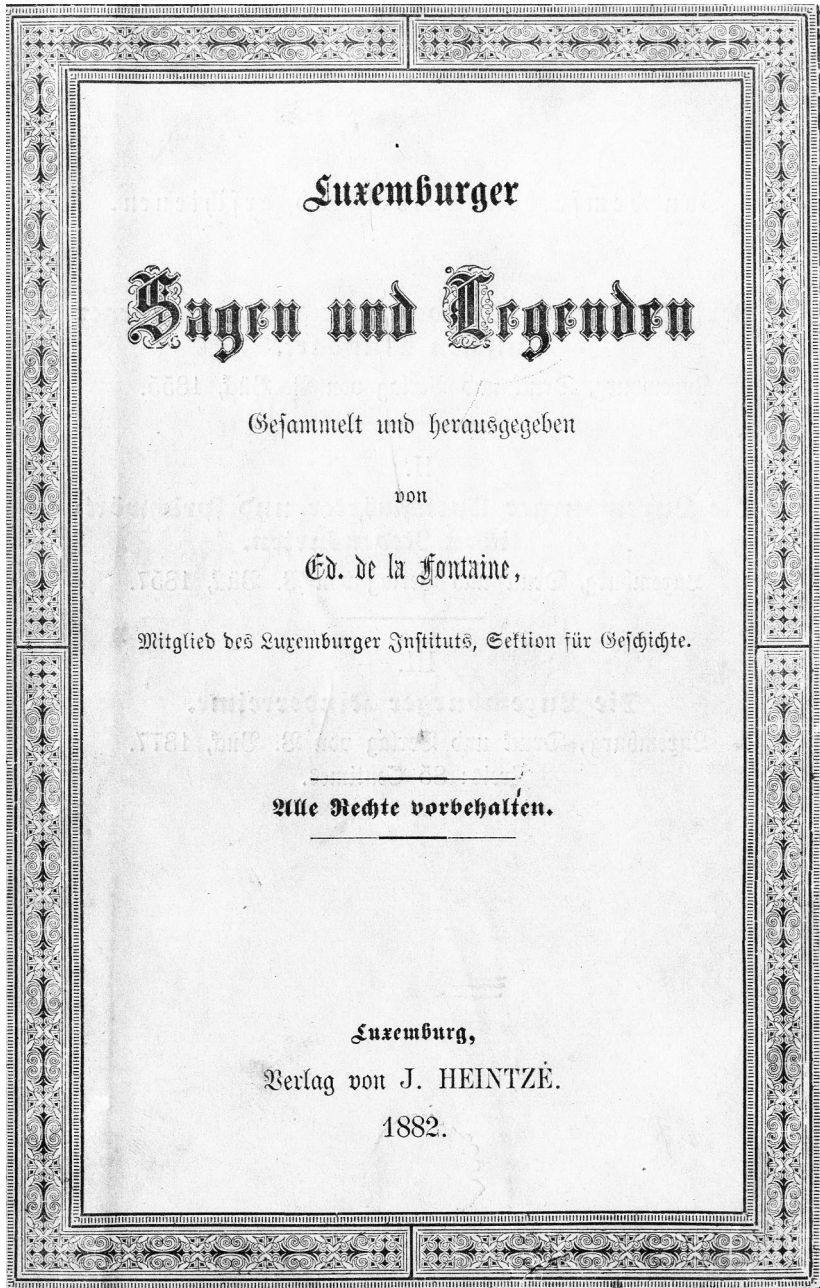 Luxemburger
Sagen und Legenden
Gesammelt und herausgegeben
von
Ed. de la Fontaine,
Mitglied des Luxemburger Instituts, Sektion für Geschichte.
Alle Rechte vorbehalten.
Luxemburg,
Verlag von J. HEINTZÉ.
1882.